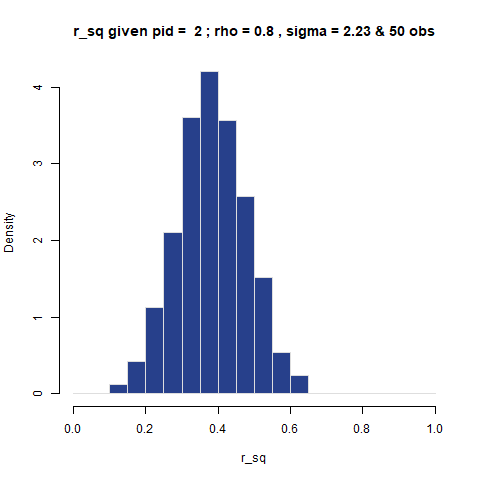 r_sq given pid =  2 ; rho = 0.8 , sigma = 2.23 & 50 obs
4
3
2
1
0
Density
0.0 0.2 0.4 0.6 0.8 1.0
r_sq